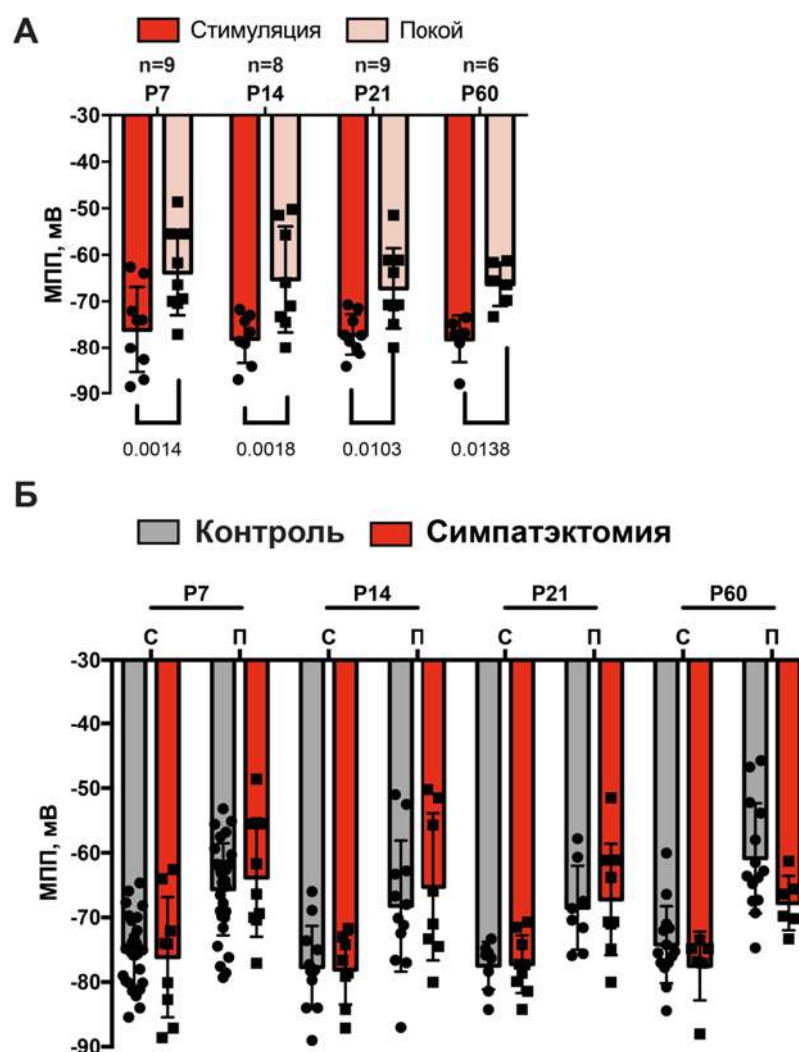 А
Стимуляция Покой
n=9 n=8 n=9 n=6
P7 P14 P21 P60
-30
-40
-50
-60
-70
-80
-90
МПП, мВ
0.0014 0.0018 0.0103 0.0138
Б
Контроль Симпатэктомия
P7 P14 P21 P60
С П С П С П С П
-30
-40
-50
-60
-70
-80
-90
МПП, мВ